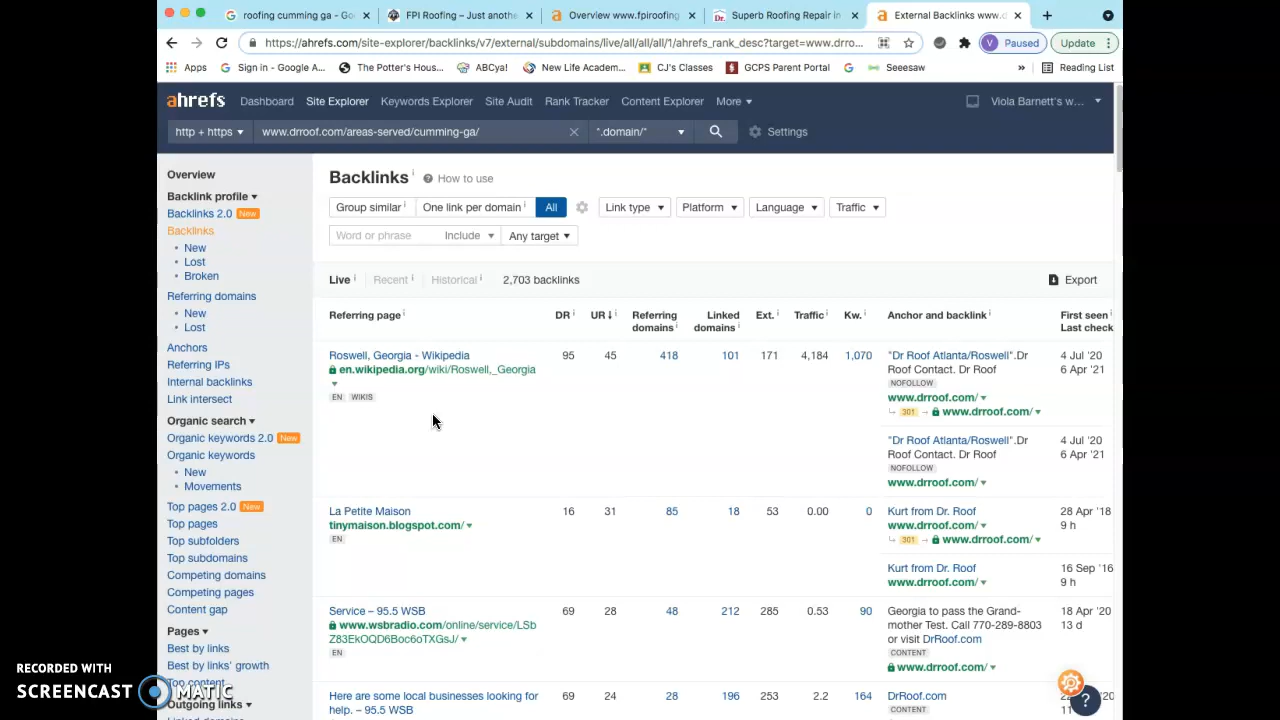 roofing cumming ga - Go
FPI Roofing – Just anothe
Overview www.fpiroofing
Dr. Superb Roofing Repair in
External Backlinks www.d
https://ahrefs.com/site-explorer/backlinks/v7/external/subdomains/live/all/all/all/1/ahrefs_rank_desc?target=www.drro...
V Paused
Update
Apps
Sign in - Google A...
The Potter's Hous...
ABCya!
New Life Academ...
CJ's Classes
GCPS Parent Portal
Seeesaw
»
Reading List
ahrefs
Dashboard
Site Explorer
Keywords Explorer
Site Audit
Rank Tracker
Content Explorer
More
Viola Barnett's w...
http + https
www.drroof.com/areas-served/cumming-ga/
*.domain/*
Settings
Overview
Backlink profile
Backlinks 2.0 New
Backlinks
• New
• Lost
• Broken
Referring domains
• New
• Lost
Anchors
Referring IPs
Internal backlinks
Link intersect
Organic search
Organic keywords 2.0 New
Organic keywords
• New
• Movements
Top pages 2.0 New
Top pages
Top subfolders
Top subdomains
Competing domains
Competing pages
Content gap
Pages
Best by links
Best by links' growth
Top content
Outgoing links
Linked domains
Backlinks
How to use
Group similar
One link per domain
All
Link type
Platform
Language
Traffic
Word or phrase
Include
Any target
Live
Recent
Historical
2,703 backlinks
Export
Referring page
DR
UR
Referring domains
Linked domains
Ext.
Traffic
Kw.
Anchor and backlink
First seen
Last check
Roswell, Georgia - Wikipedia
en.wikipedia.org/wiki/Roswell,_Georgia
EN WIKIS
95 45 418 101 171 4,184 1,070
"Dr Roof Atlanta/Roswell".Dr
Roof Contact. Dr Roof
NOFOLLOW
www.drroof.com/
301 → www.drroof.com/
4 Jul '20
6 Apr '21
"Dr Roof Atlanta/Roswell".Dr
Roof Contact. Dr Roof
NOFOLLOW
www.drroof.com/
4 Jul '20
6 Apr '21
La Petite Maison
tinymaison.blogspot.com/
EN
16 31 85 18 53 0.00 0
Kurt from Dr. Roof
www.drroof.com/
301 → www.drroof.com/
28 Apr '18
9 h
Kurt from Dr. Roof
www.drroof.com/
16 Sep '16
9 h
Service – 95.5 WSB
www.wsbradio.com/online/service/LSb
Z83EkOQD6Boc6oTXGsJ/
EN
69 28 48 212 285 0.53 90
Georgia to pass the Grand-
mother Test. Call 770-289-8803
or visit DrRoof.com
CONTENT
www.drroof.com/
18 Apr '20
13 d
Here are some local businesses looking for
help. – 95.5 WSB
69 24 28 196 253 2.2 164
DrRoof.com
CONTENT
?
RECORDED WITH
SCREENCAST MATIC